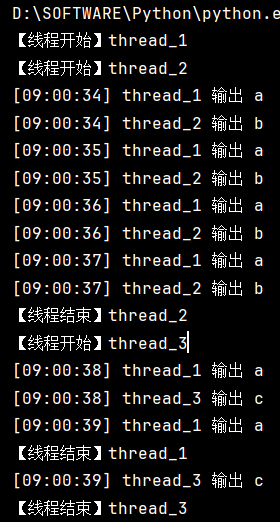 D:\SOFTWARE\Python\python.e
【线程开始】thread_1
【线程开始】thread_2
[09:00:34] thread_1 输出 a
[09:00:34] thread_2 输出 b
[09:00:35] thread_1 输出 a
[09:00:35] thread_2 输出 b
[09:00:36] thread_1 输出 a
[09:00:36] thread_2 输出 b
[09:00:37] thread_1 输出 a
[09:00:37] thread_2 输出 b
【线程结束】thread_2
【线程开始】thread_3
[09:00:38] thread_1 输出 a
[09:00:38] thread_3 输出 c
[09:00:39] thread_1 输出 a
【线程结束】thread_1
[09:00:39] thread_3 输出 c
【线程结束】thread_3